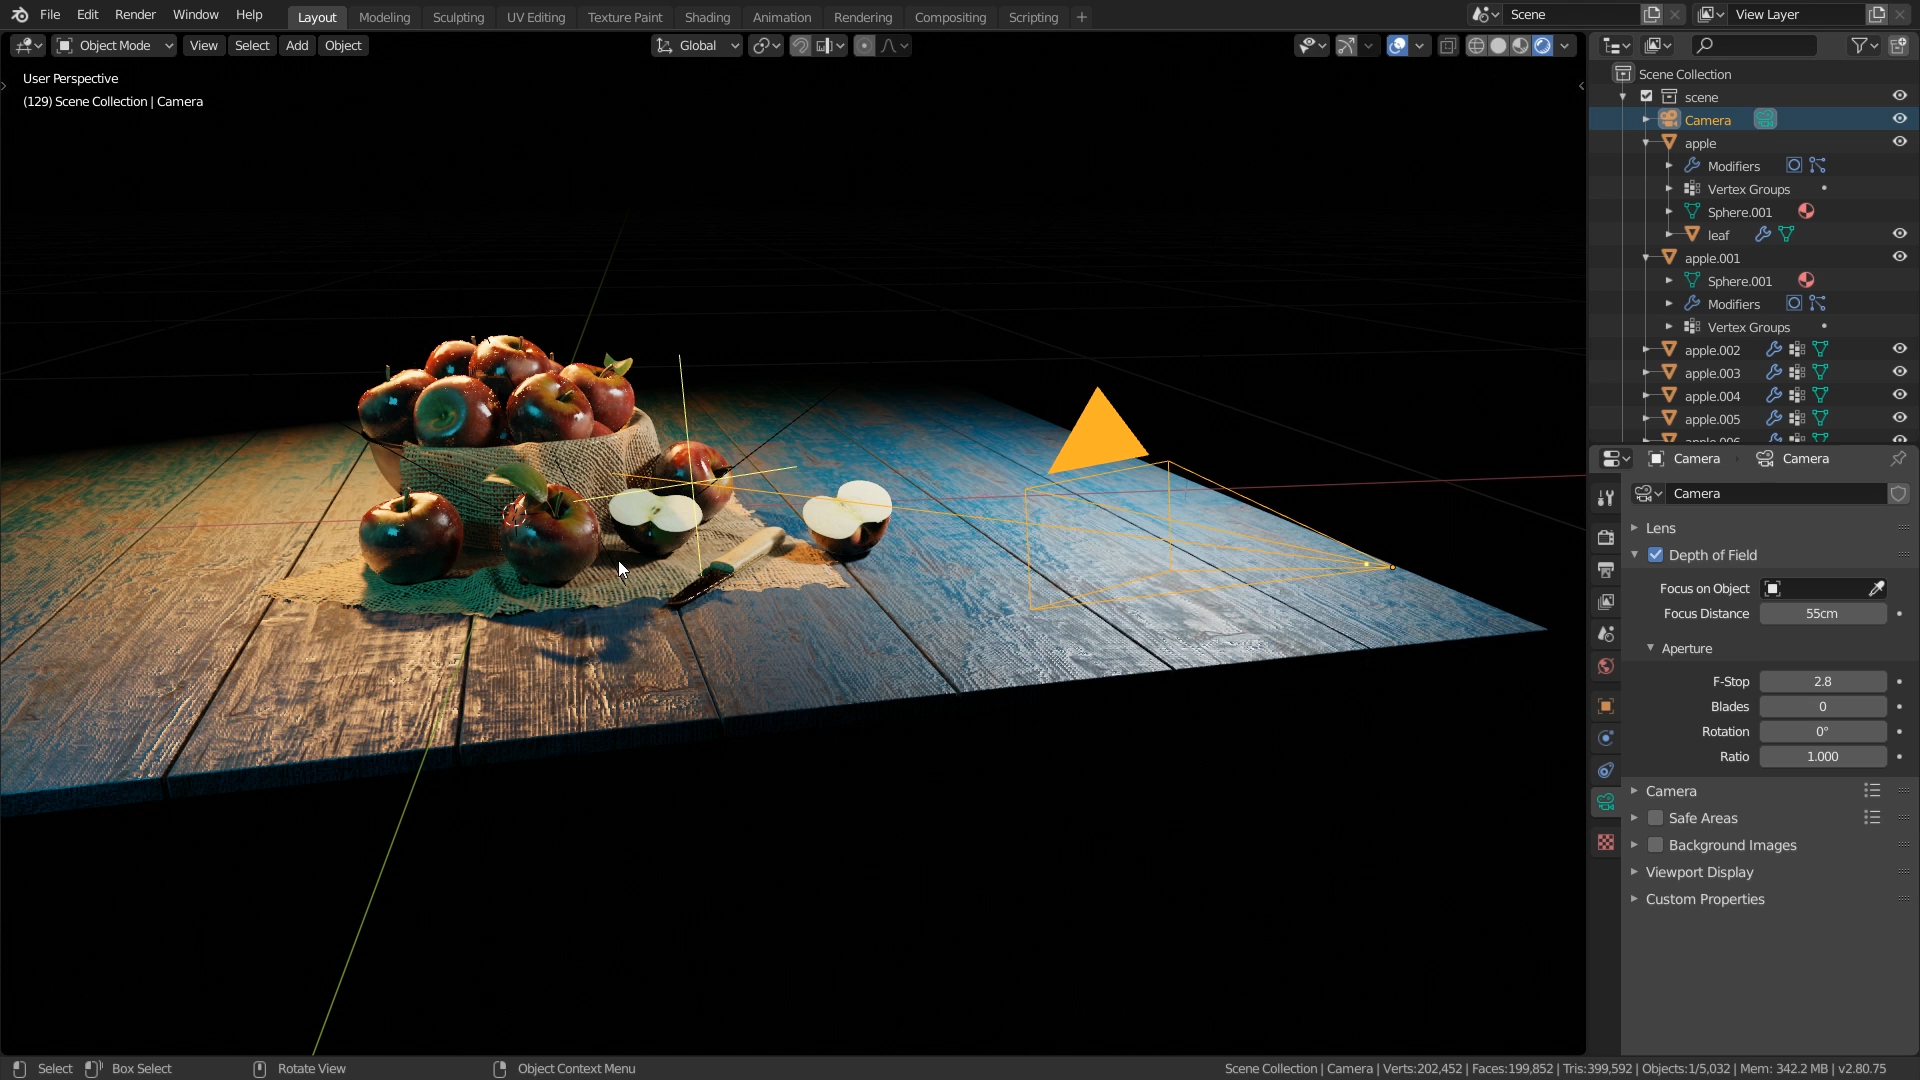 File Edit Render Window Help Layout Modeling Sculpting UV Editing Texture Paint Shading Animation Rendering Compositing Scripting + Scene View Layer
Object Mode View Select Add Object Global
User Perspective
(129) Scene Collection | Camera
Scene Collection
scene
Camera
apple
Modifiers
Vertex Groups
Sphere.001
leaf
apple.001
Sphere.001
Modifiers
Vertex Groups
apple.002
apple.003
apple.004
apple.005
apple.006
Camera Camera
Camera
Lens
Depth of Field
Focus on Object
Focus Distance 55cm
Aperture
F-Stop 2.8
Blades 0
Rotation 0°
Ratio 1.000
Camera
Safe Areas
Background Images
Viewport Display
Custom Properties
Select Box Select Rotate View Object Context Menu Scene Collection | Camera | Verts:202,452 | Faces:199,852 | Tris:399,592 | Objects:1/5,032 | Mem: 342.2 MB | v2.80.75